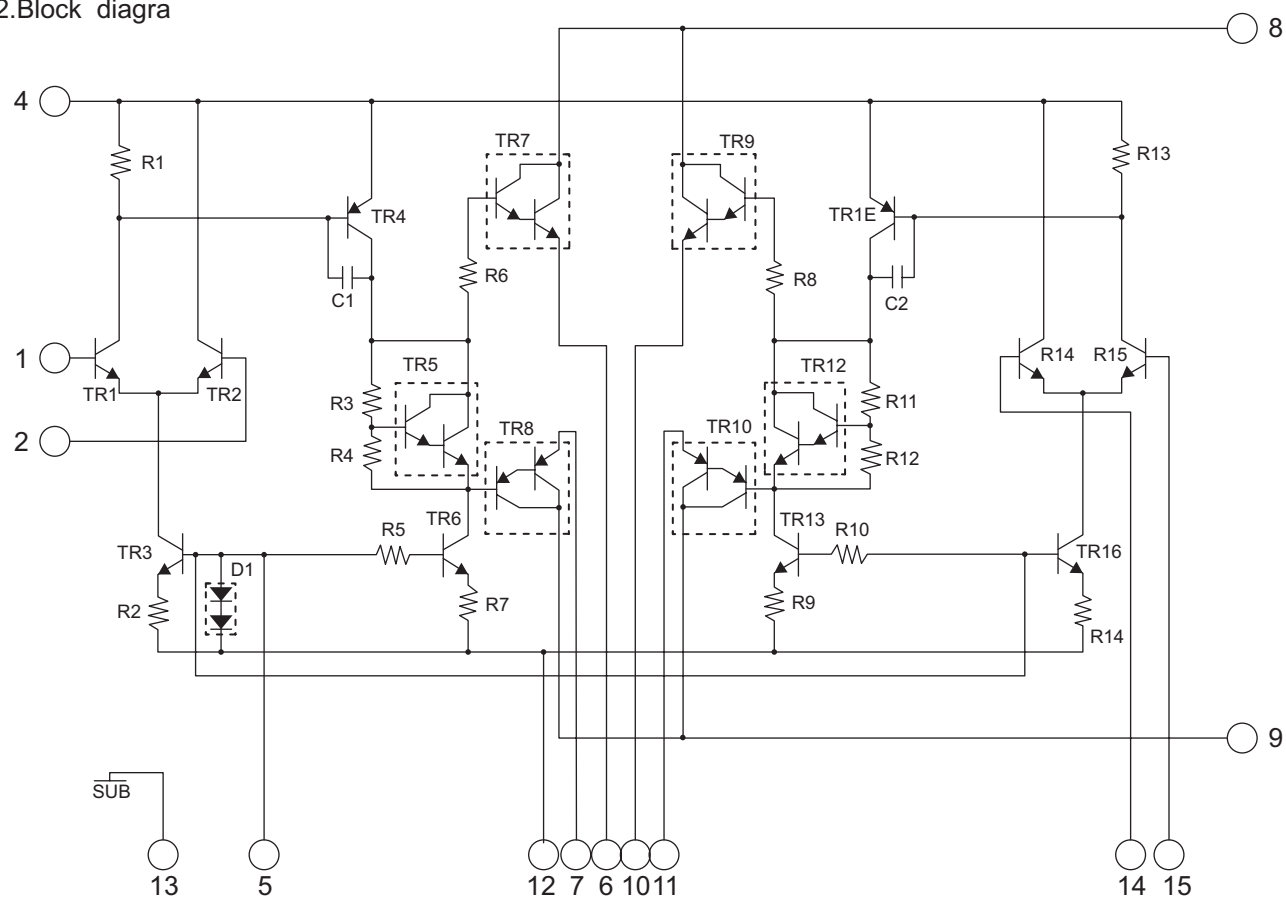 2.Block diagra
8
4
TR7
TR9
R1
R13
TR4
TR1E
R6
R8
C1
C2
1
TR5
TR12
R14
R15
TR1
TR2
R3
R11
2
TR8
TR10
R4
R12
TR6
TR13
R5
R10
TR3
TR16
D1
R2
R7
R9
R14
9
SUB
13
5
12
7
6
10
11
14
15